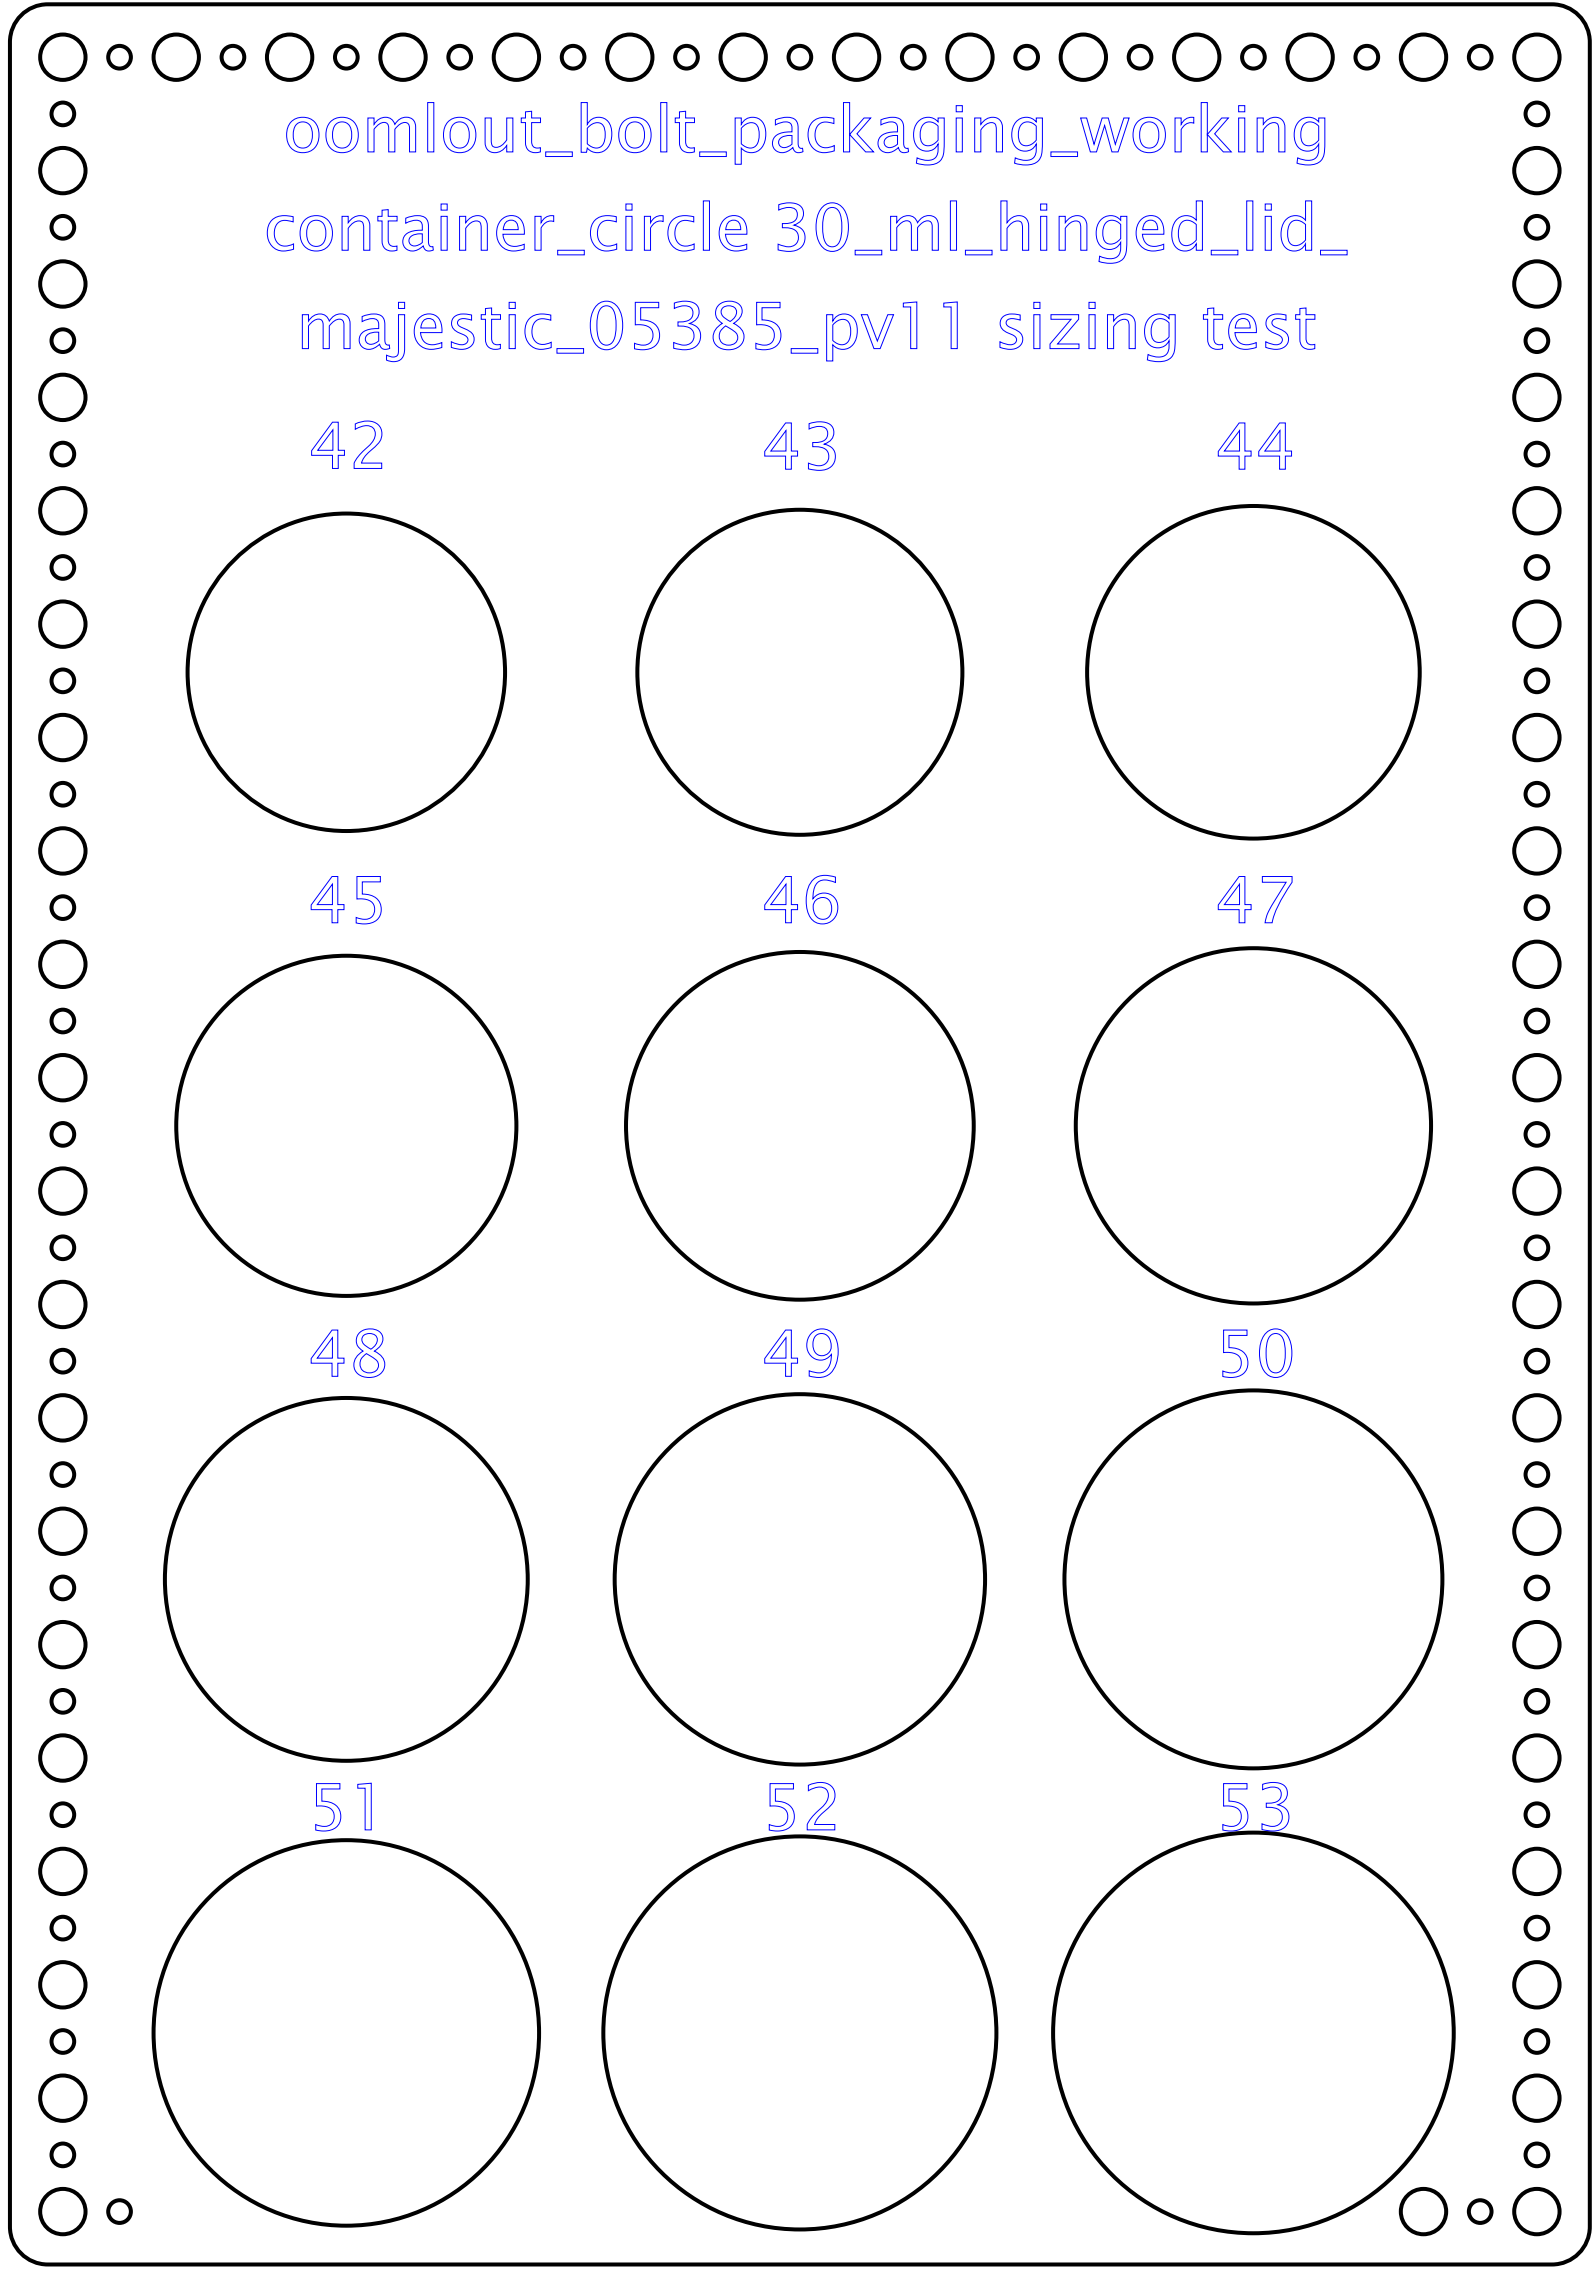 oomlout_bolt_packaging_working
container_circle 30_ml_hinged_lid_
majestic_05385_pv11 sizing test
42 43 44
45 46 47
48 49 50
51 52 53